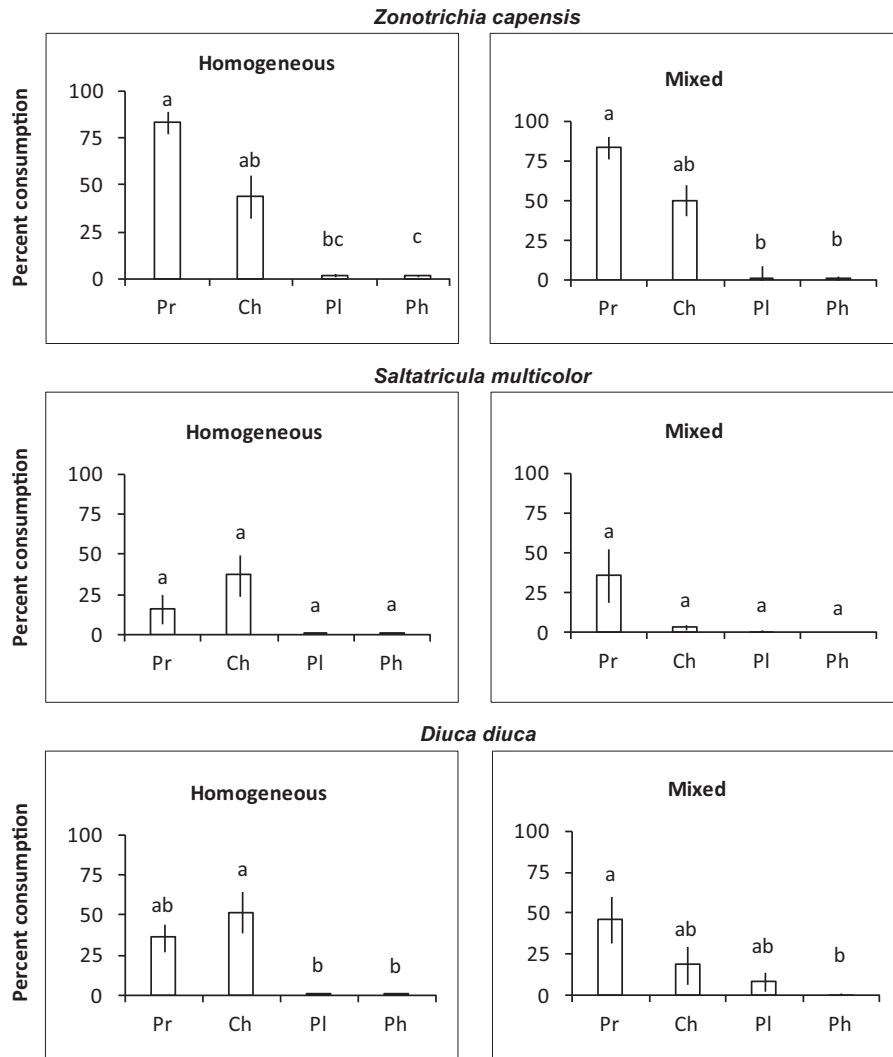 Zonotrichia capensis
Homogeneous
Percent consumption
100
75
50
25
0
a
ab
bc
c
Pr Ch Pl Ph
Mixed
100
75
50
25
0
a
ab
b
b
Pr Ch Pl Ph
Saltatricula multicolor
Homogeneous
Percent consumption
100
75
50
25
0
a
a
a
a
Pr Ch Pl Ph
Mixed
100
75
50
25
0
a
a
a
a
Pr Ch Pl Ph
Diuca diuca
Homogeneous
Percent consumption
100
75
50
25
0
ab
a
b
b
Pr Ch Pl Ph
Mixed
100
75
50
25
0
a
ab
ab
b
Pr Ch Pl Ph